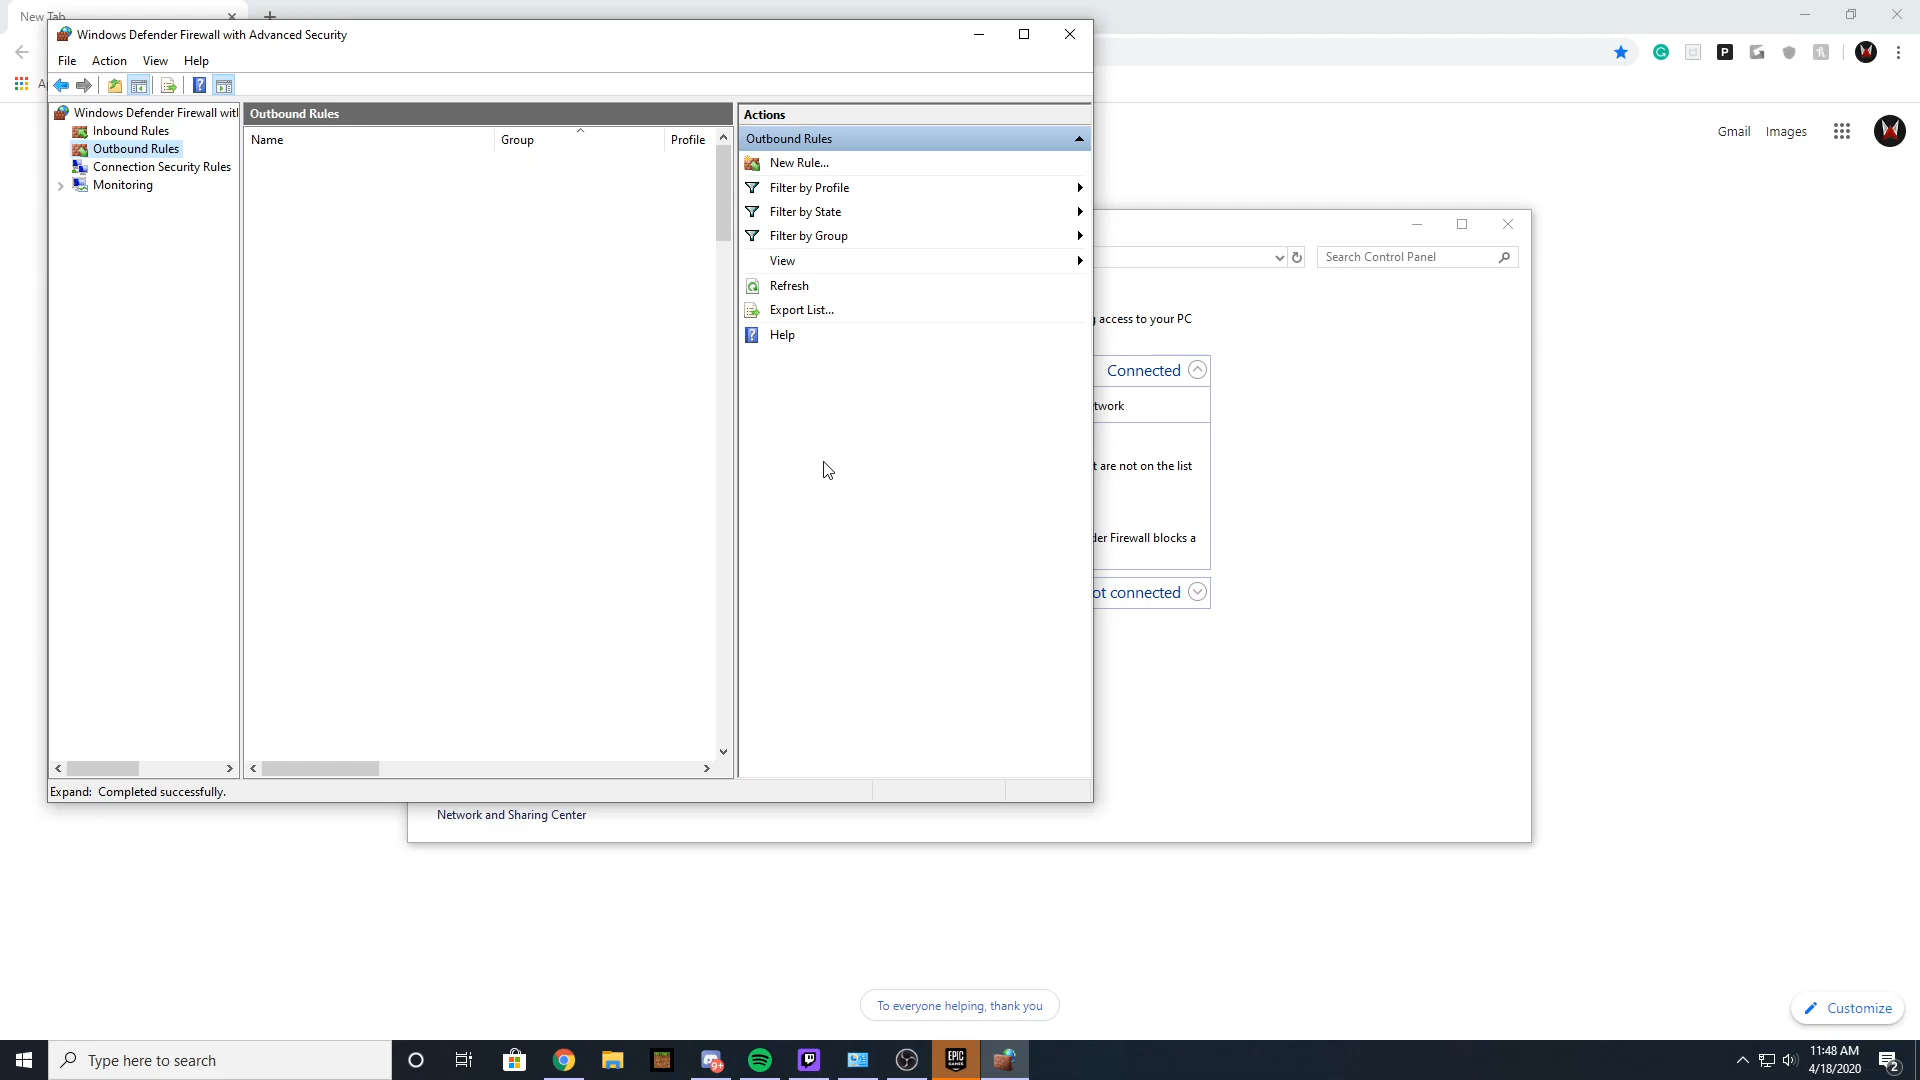 New Tab
Windows Defender Firewall with Advanced Security
File Action View Help
Windows Defender Firewall wit
Inbound Rules
Outbound Rules
Connection Security Rules
Monitoring
Outbound Rules
Name Group Profile
Actions
Outbound Rules
New Rule...
Filter by Profile
Filter by State
Filter by Group
View
Refresh
Export List...
Help
Expand: Completed successfully.
Gmail Images
Search Control Panel
access to your PC
Connected
twork
t are not on the list
der Firewall blocks a
ot connected
Network and Sharing Center
To everyone helping, thank you
Customize
Type here to search
9+
EPIC
GAMES
11:48 AM
4/18/2020
2